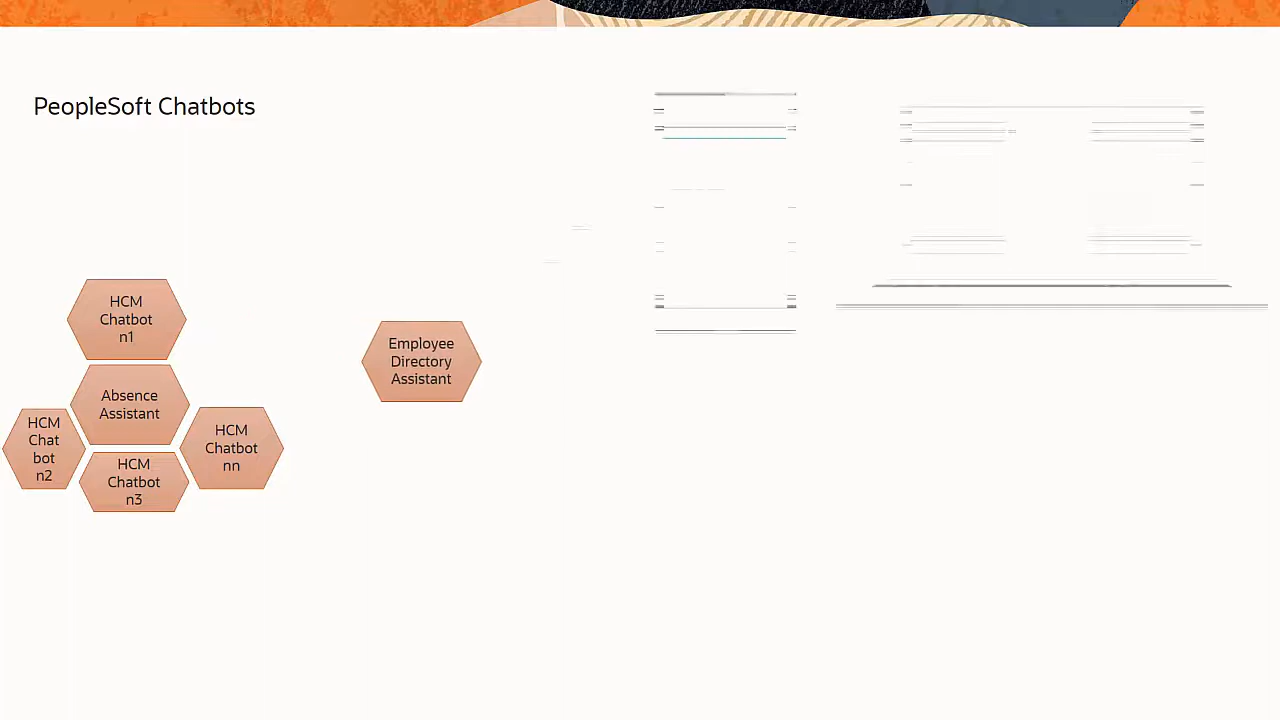 PeopleSoft Chatbots
HCM
Chatbot
n1
Employee
Directory
Assistant
Absence
Assistant
HCM
Chat
bot
n2
HCM
Chatbot
nn
HCM
Chatbot
n3